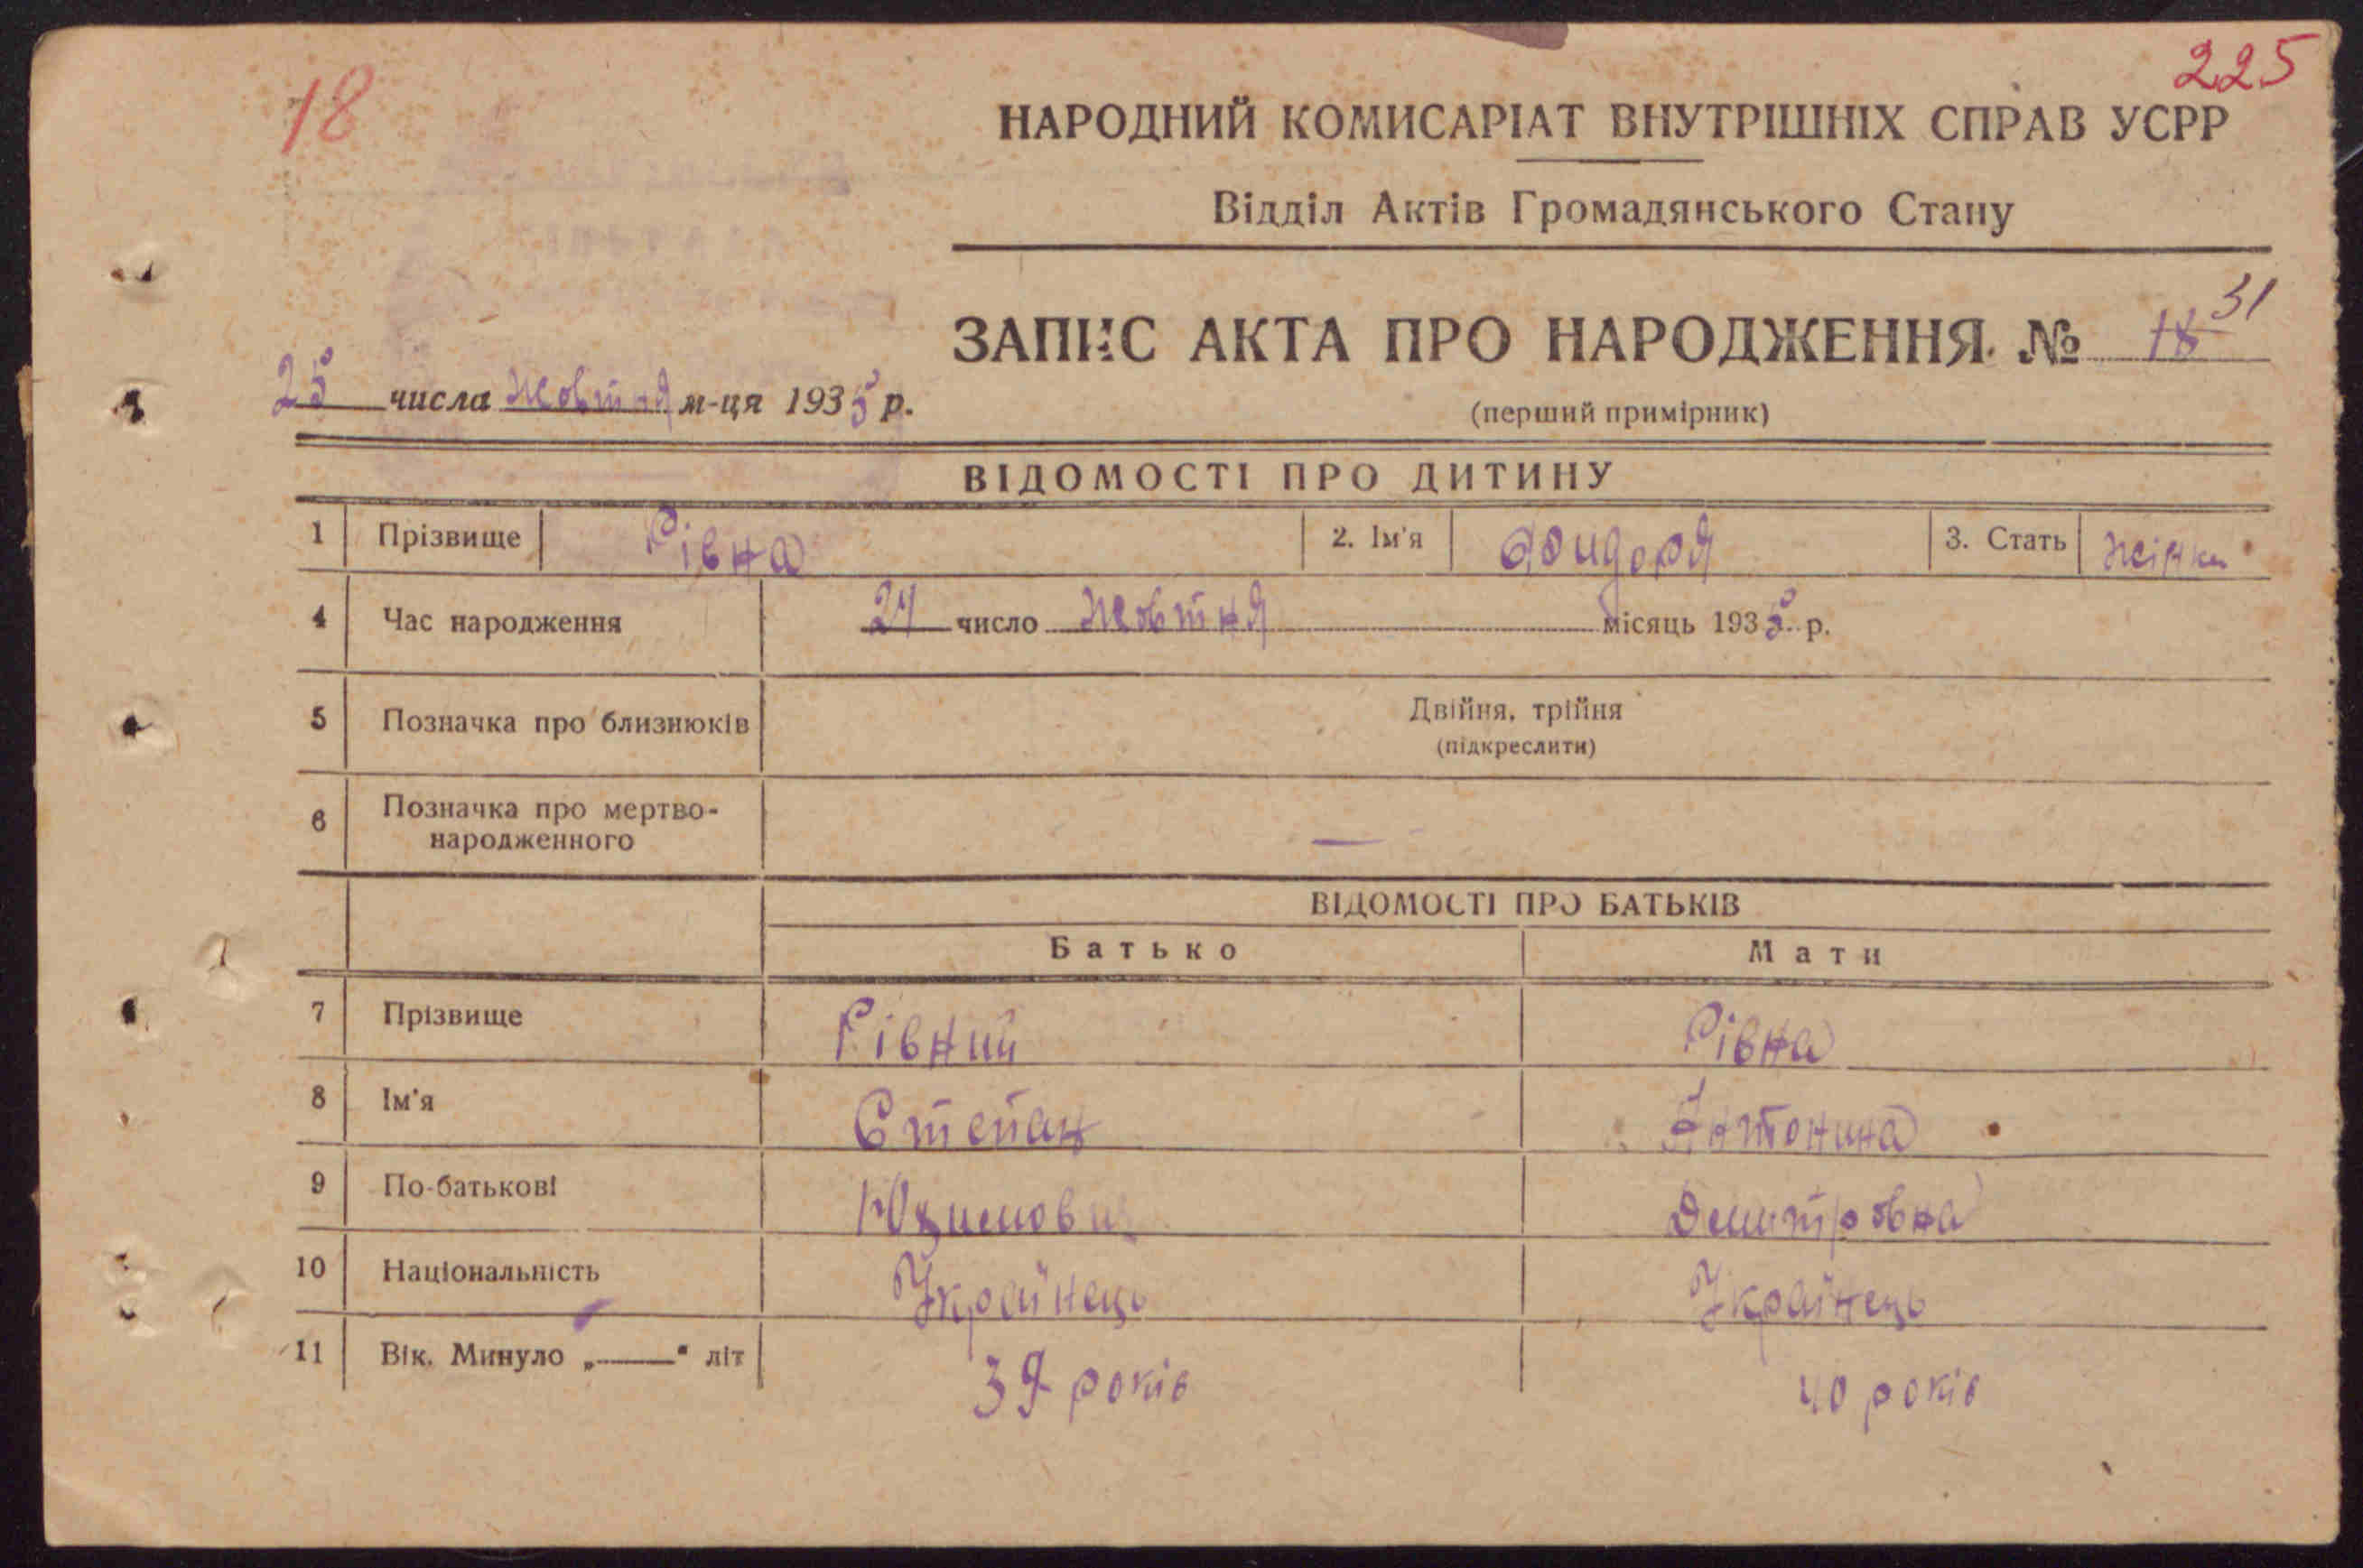 18
225
НАРОДНИЙ КОМИСАРІАТ ВНУТРІШНІХ СПРАВ УСРР
Відділ Актів Громадянського Стану
ЗАПИС АКТА ПРО НАРОДЖЕННЯ № 18 31
25 числа жовтня м-ця 1935 р.
(перший примірник)
ВІДОМОСТІ ПРО ДИТИНУ
1 Прізвище Рівна 2. Ім'я 3. Стать жінка
4 Час народження 24 число жовтня місяць 1935 р.
5 Позначка про близнюків Двійня, трійня
(підкреслити)
6 Позначка про мертво-
народженного —
ВІДОМОСТІ ПРО БАТЬКІВ
Батько Мати
7 Прізвище Рівний Рівна
8 Ім'я Степан Антонина
9 По-батькові Дмитровна
10 Національність Українець Українець
11 Вік. Минуло „——" літ 39 років 40 років